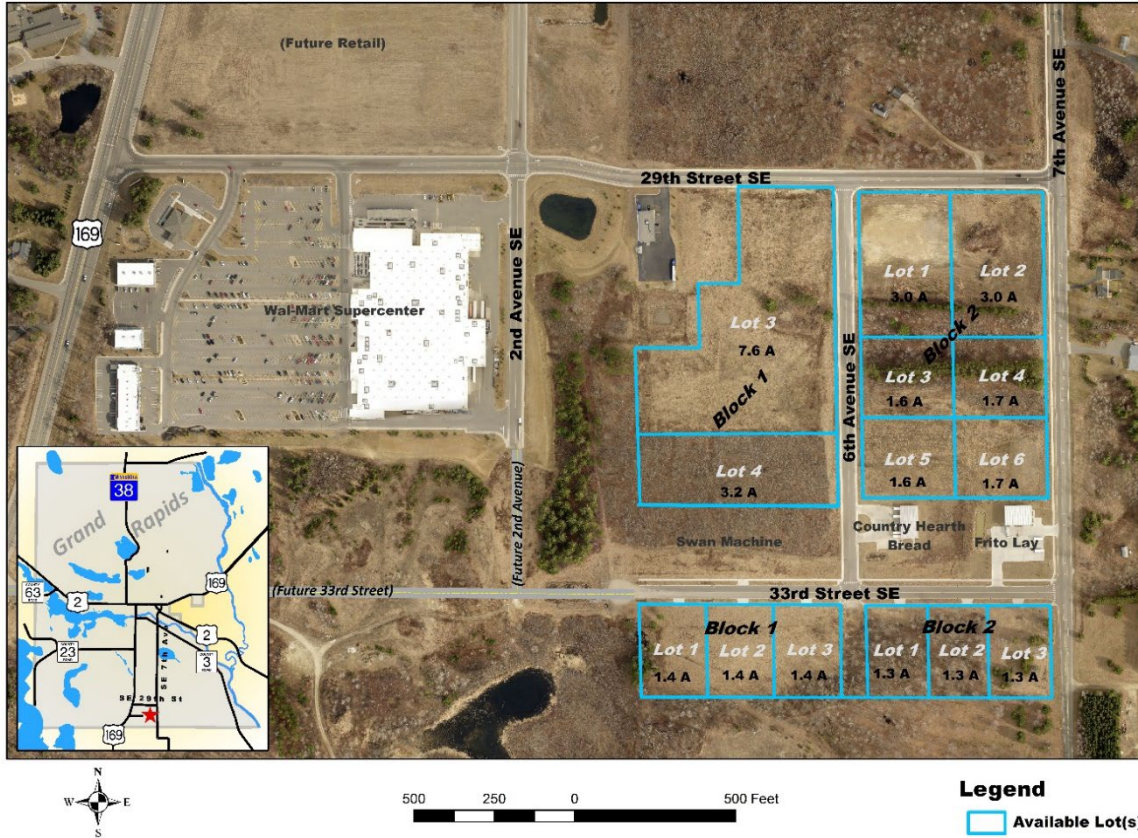 (Future Retail)
29th Street SE
7th Avenue SE
169
Wal-Mart Supercenter
2nd Avenue SE
6th Avenue SE
Lot 3
7.6 A
Block 1
Lot 4
3.2 A
Lot 1
3.0 A
Lot 2
3.0 A
Block 2
Lot 3
1.6 A
Lot 4
1.7 A
Lot 5
1.6 A
Lot 6
1.7 A
Swan Machine
Country Hearth
Bread
Frito Lay
(Future 2nd Avenue)
(Future 33rd Street)
33rd Street SE
Block 1
Lot 1
1.4 A
Lot 2
1.4 A
Lot 3
1.4 A
Block 2
Lot 1
1.3 A
Lot 2
1.3 A
Lot 3
1.3 A
38
Grand Rapids
169
63
2
2
23
3
SE 7th Av
SE 29th St
169
N
W E
S
500 250 0 500 Feet
Legend
Available Lot(s)